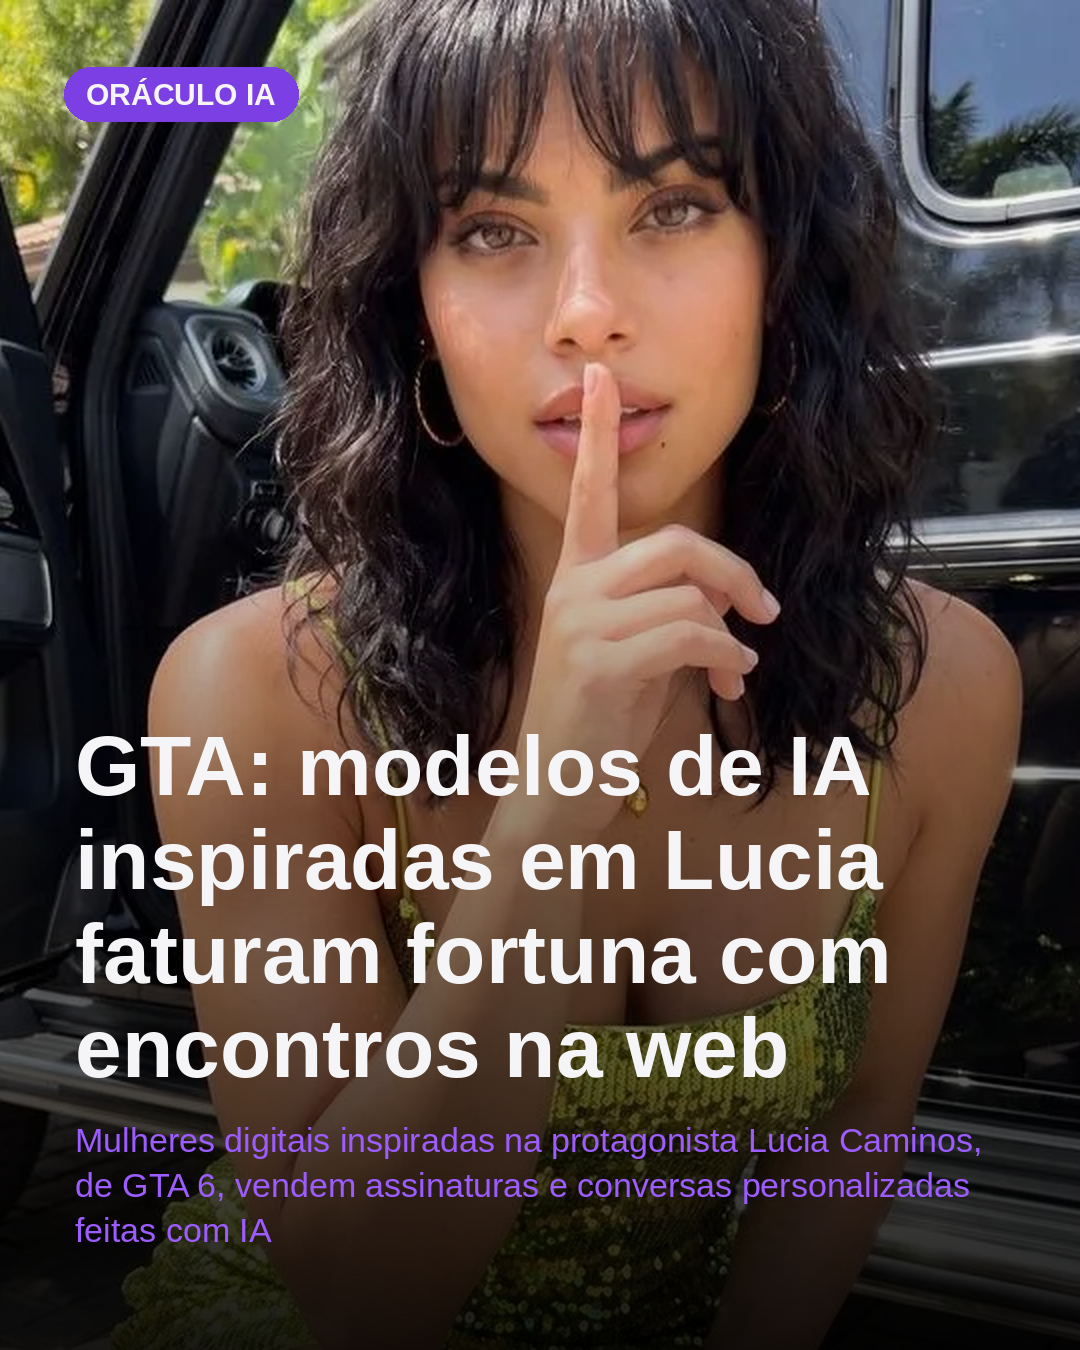 ORÁCULO IA
GTA: modelos de IA
inspiradas em Lucia
faturam fortuna com
encontros na web
Mulheres digitais inspiradas na protagonista Lucia Caminos,
de GTA 6, vendem assinaturas e conversas personalizadas
feitas com IA